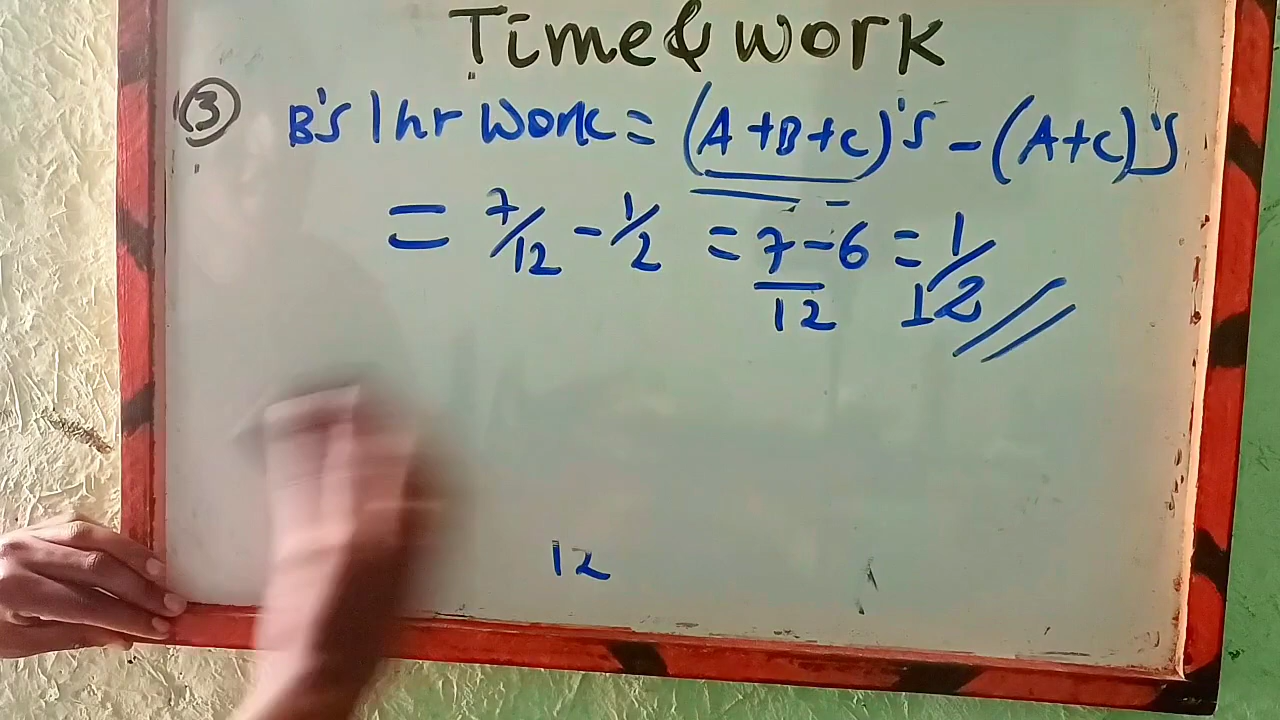 Time & work
③ B's 1hr work = (A+B+C)'s - (A+C)'s
= 7/12 - 1/2 = 7-6/12 = 1/12 //
12